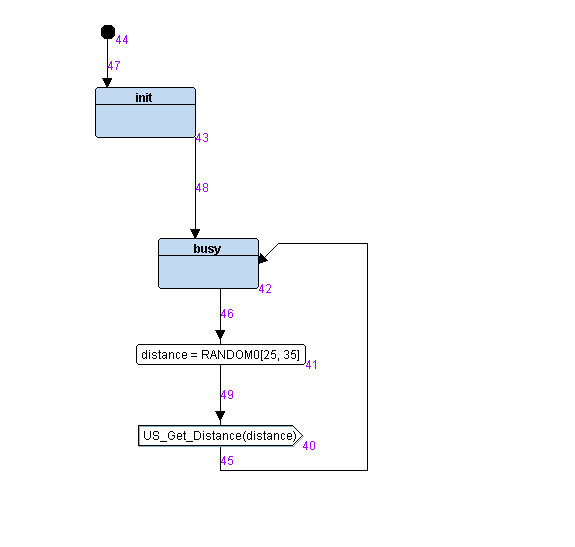 44
47
init
43
48
busy
42
46
distance = RANDOM0[25, 35]
41
49
US_Get_Distance(distance)
40
45